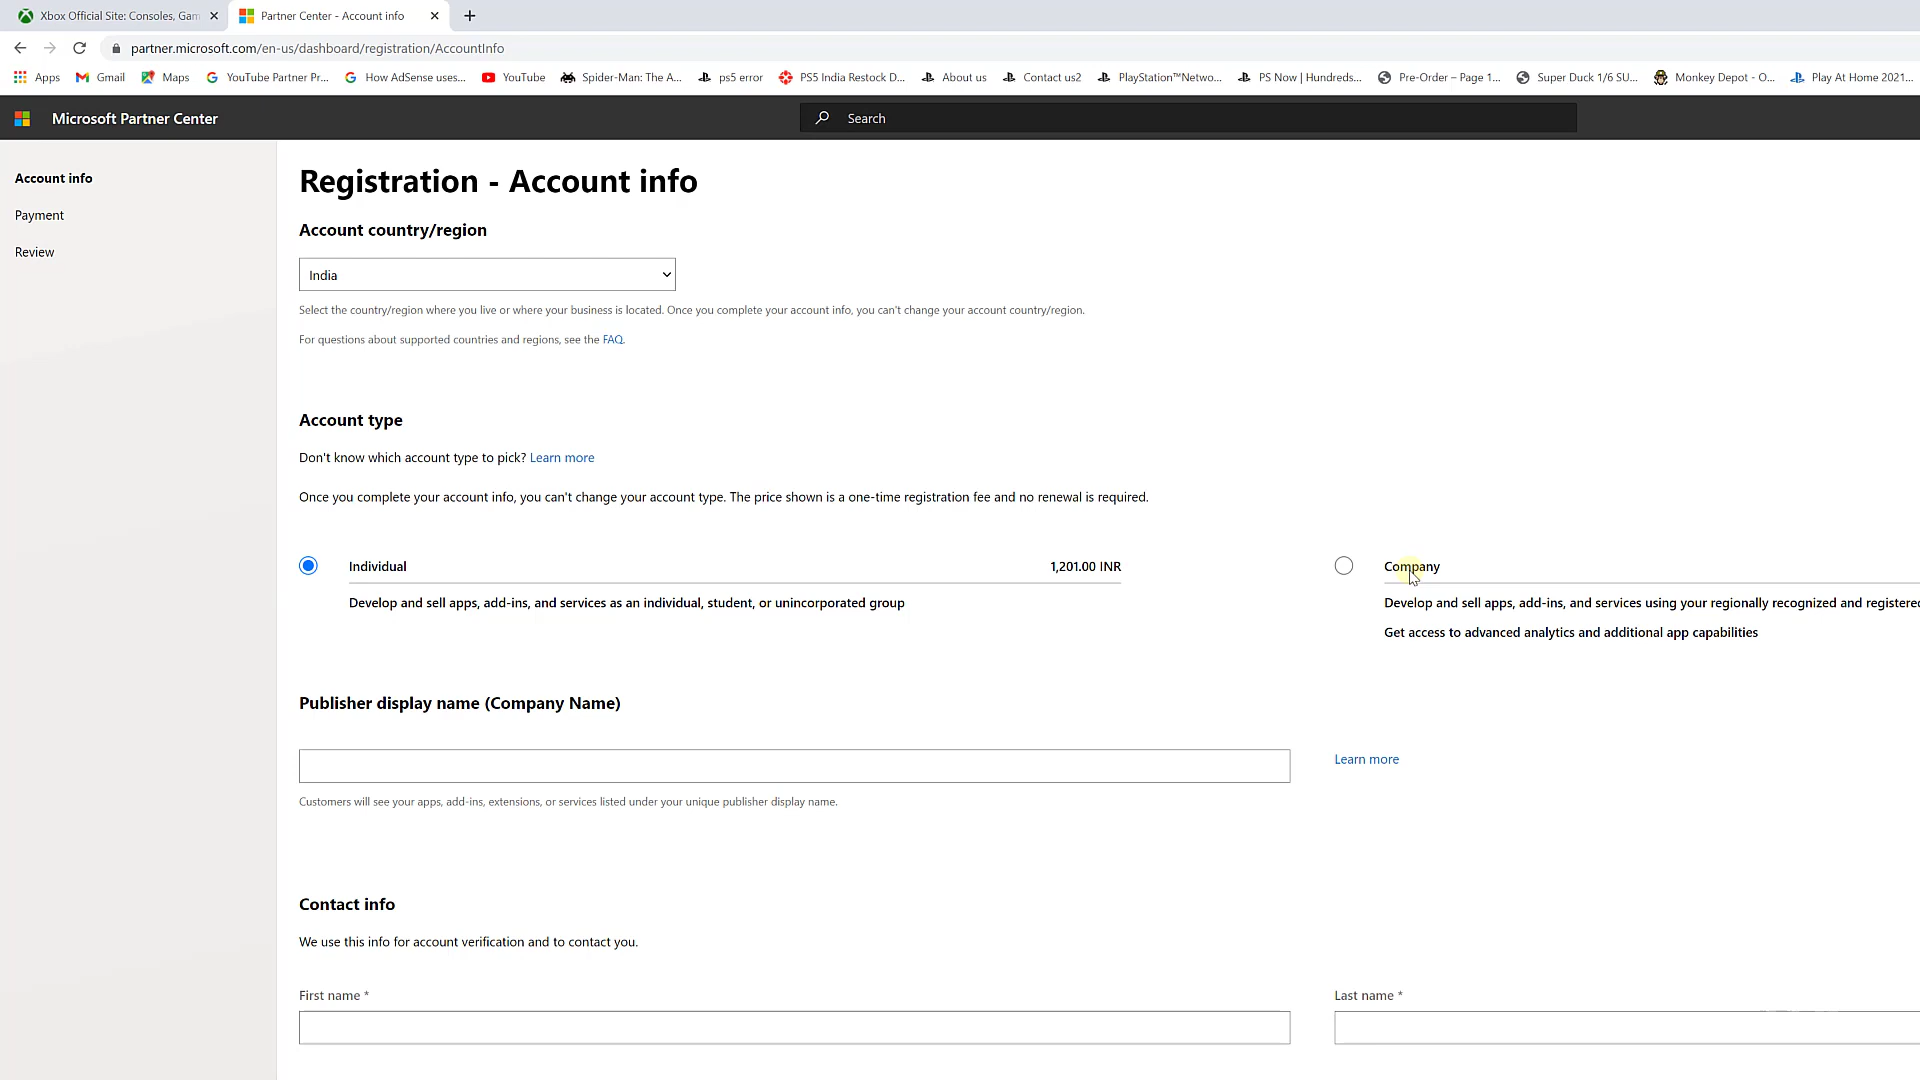 Xbox Official Site: Consoles, Gam
Partner Center - Account info
partner.microsoft.com/en-us/dashboard/registration/AccountInfo
Apps
Gmail
Maps
YouTube Partner Pr...
How AdSense uses...
YouTube
Spider-Man: The A...
ps5 error
PS5 India Restock D...
About us
Contact us2
PlayStation™Netwo...
PS Now | Hundreds...
Pre-Order – Page 1...
Super Duck 1/6 SU...
Monkey Depot - O...
Play At Home 2021...
Microsoft Partner Center
Search
Account info
Payment
Review
Registration - Account info
Account country/region
India
Select the country/region where you live or where your business is located. Once you complete your account info, you can't change your account country/region.
For questions about supported countries and regions, see the FAQ.
Account type
Don't know which account type to pick? Learn more
Once you complete your account info, you can't change your account type. The price shown is a one-time registration fee and no renewal is required.
Individual
1,201.00 INR
Develop and sell apps, add-ins, and services as an individual, student, or unincorporated group
Company
Develop and sell apps, add-ins, and services using your regionally recognized and registered
Get access to advanced analytics and additional app capabilities
Publisher display name (Company Name)
Learn more
Customers will see your apps, add-ins, extensions, or services listed under your unique publisher display name.
Contact info
We use this info for account verification and to contact you.
First name *
Last name *